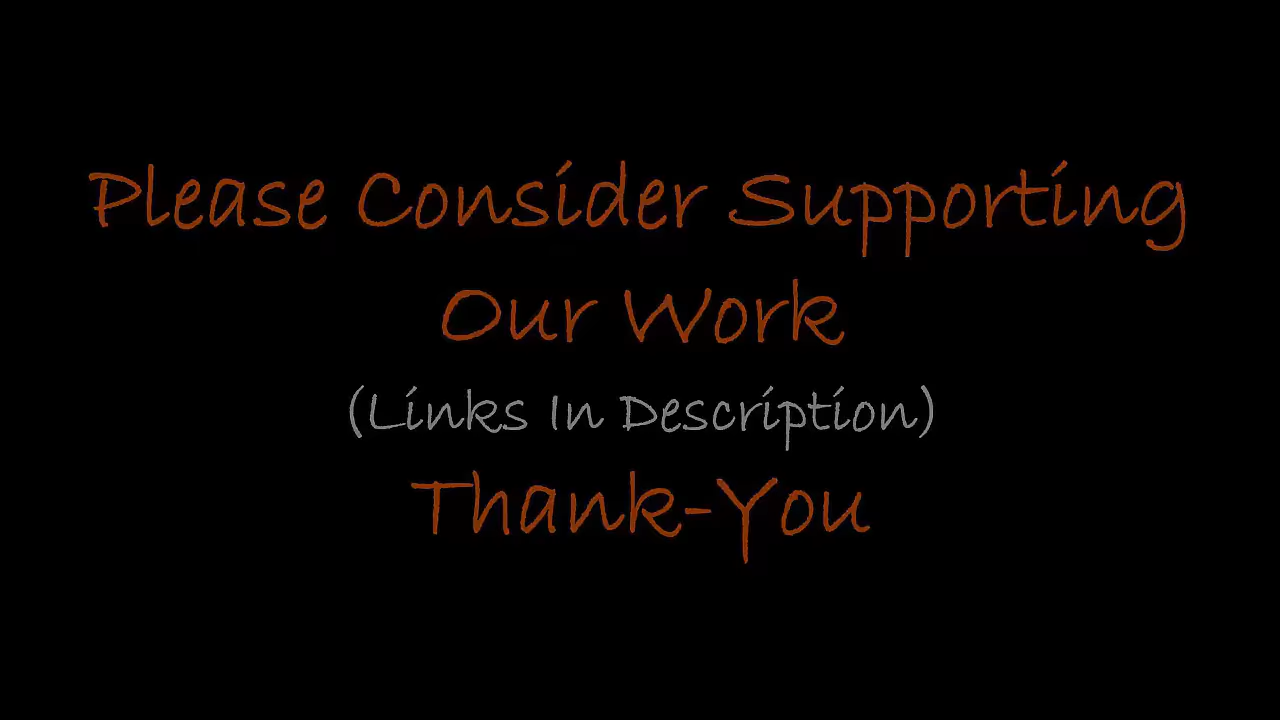 Please Consider Supporting
Our Work
(Links In Description)
Thank-You